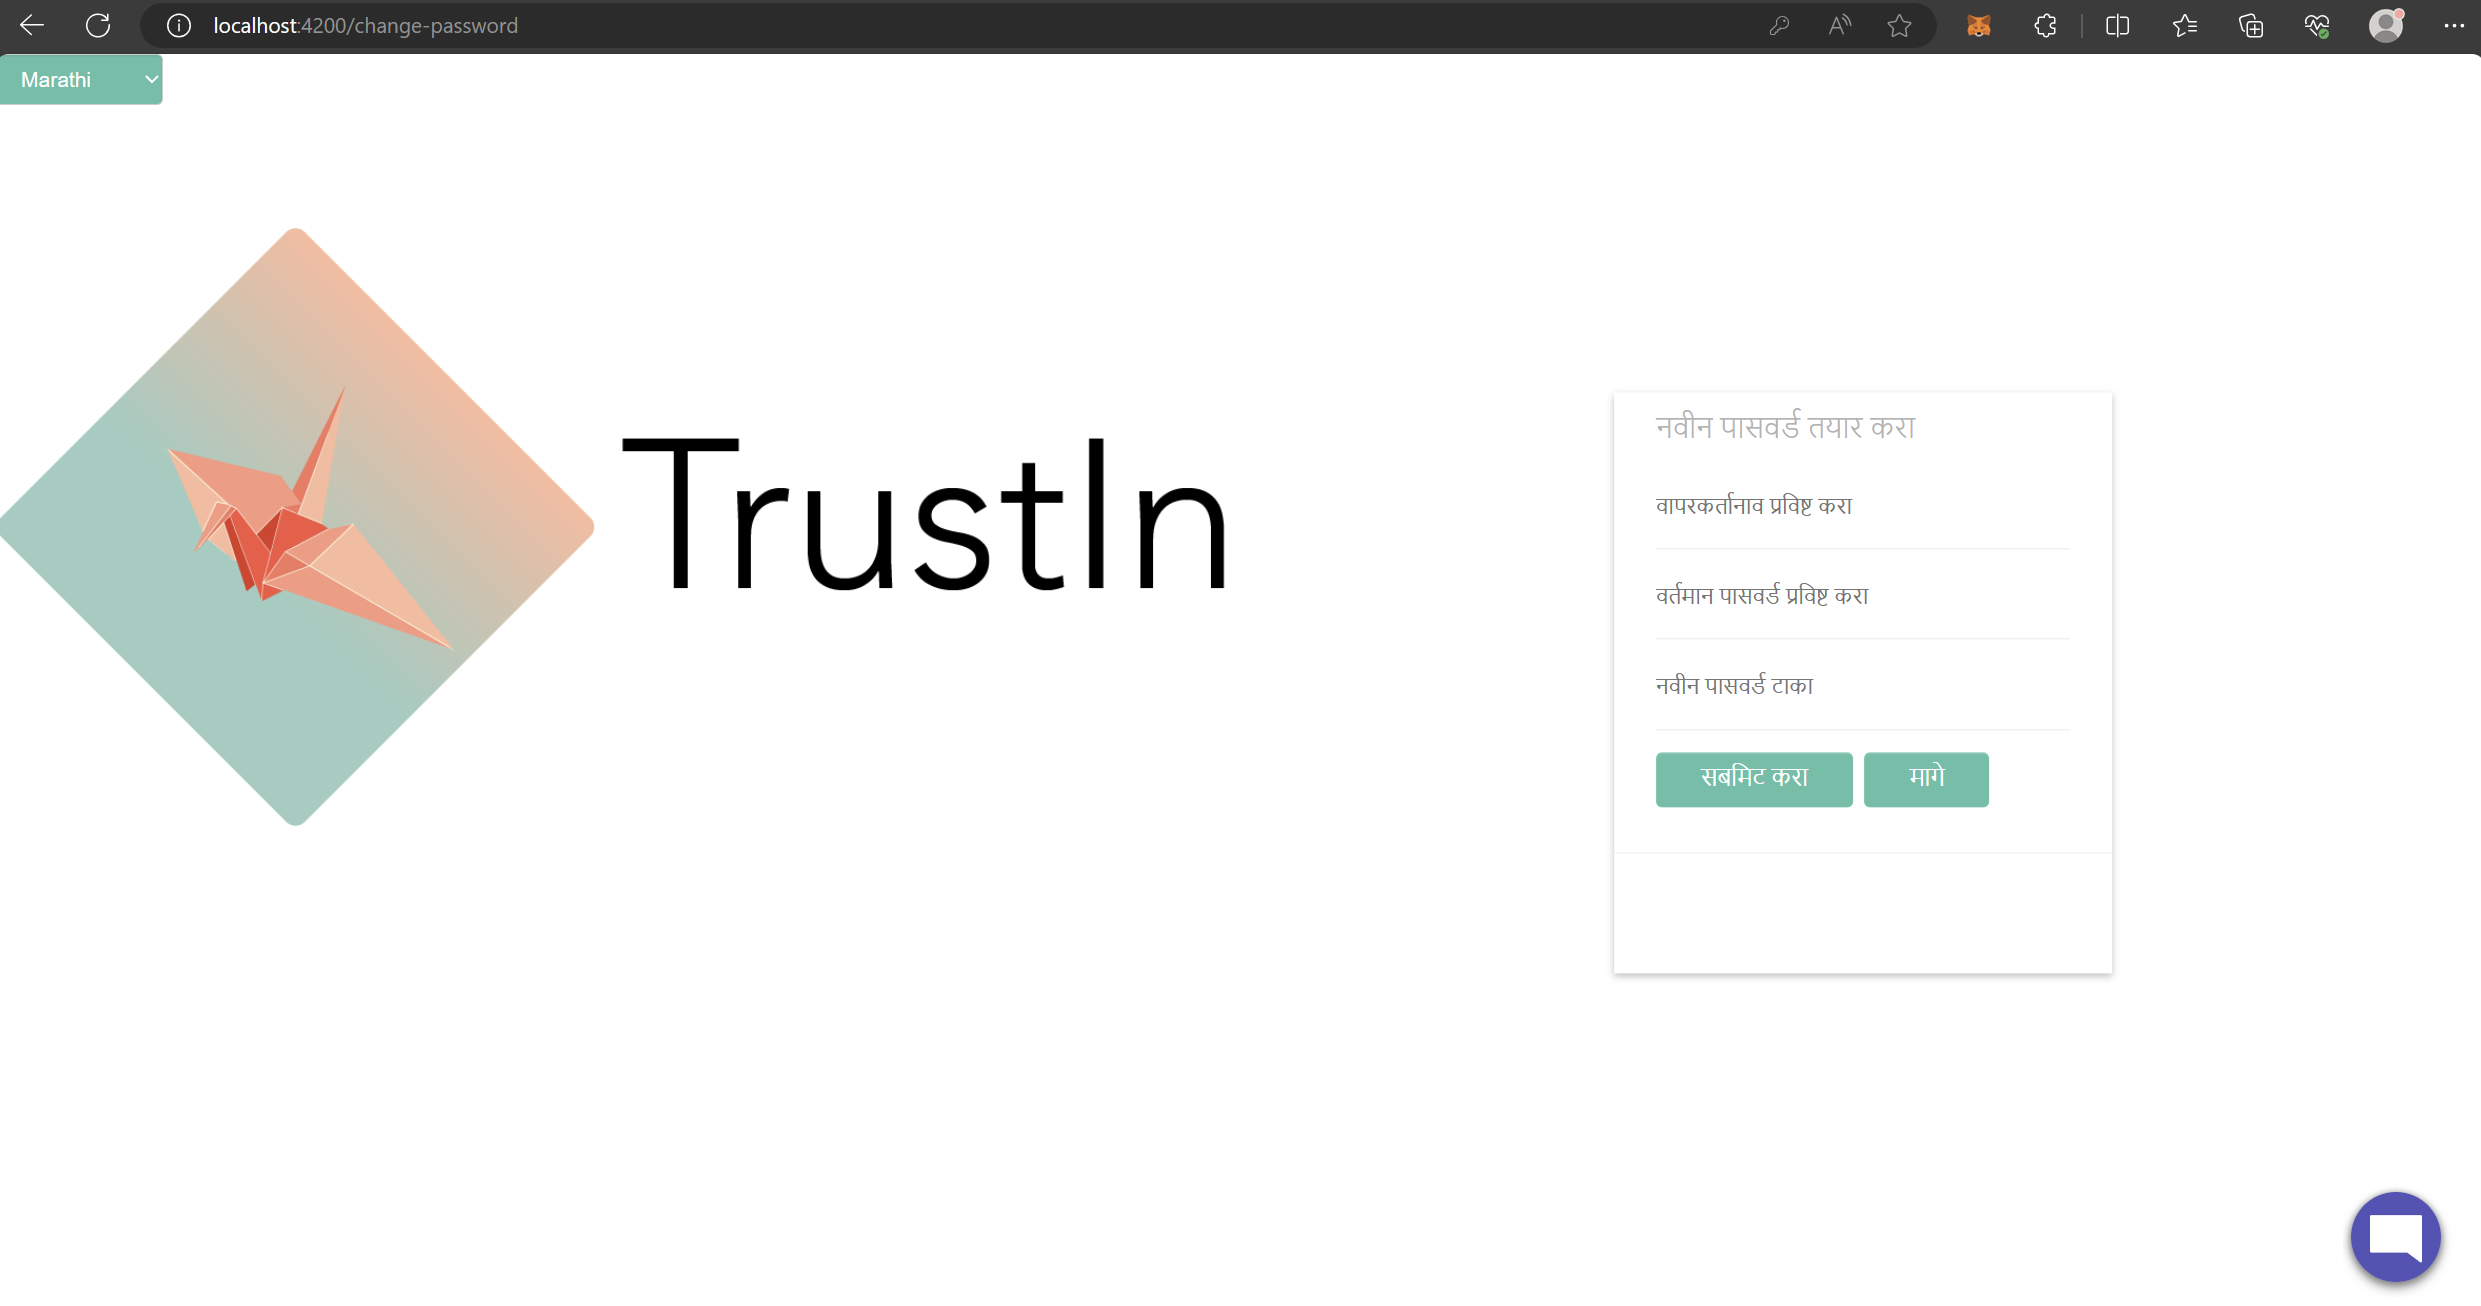 localhost:4200/change-password
Marathi
TrustIn
नवीन पासवर्ड तयार करा
वापरकर्तानाव प्रविष्ट करा
वर्तमान पासवर्ड प्रविष्ट करा
नवीन पासवर्ड टाका
सबमिट करा
मागे